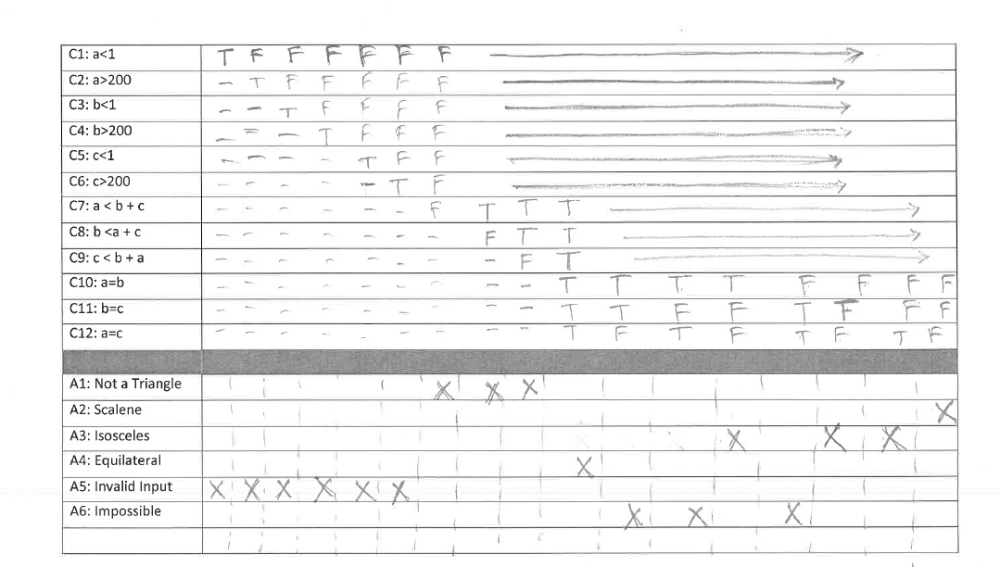 C1: a<1 T F F F F F F
C2: a>200 – T F F F F F
C3: b<1 – – T F F F F
C4: b>200 – – – T F F F
C5: c<1 – – – – T F F
C6: c>200 – – – – – T F
C7: a < b + c – – – – – – F T T T
C8: b <a + c – – – – – – – F T T
C9: c < b + a – – – – – – – – F T
C10: a=b – – – – – – – – – T T T T F F F F
C11: b=c – – – – – – – – – T T F F T F F F
C12: a=c – – – – – – T F T F T F T F
A1: Not a Triangle X X X
A2: Scalene X
A3: Isosceles X X X
A4: Equilateral X
A5: Invalid Input X X X X X X
A6: Impossible X X X